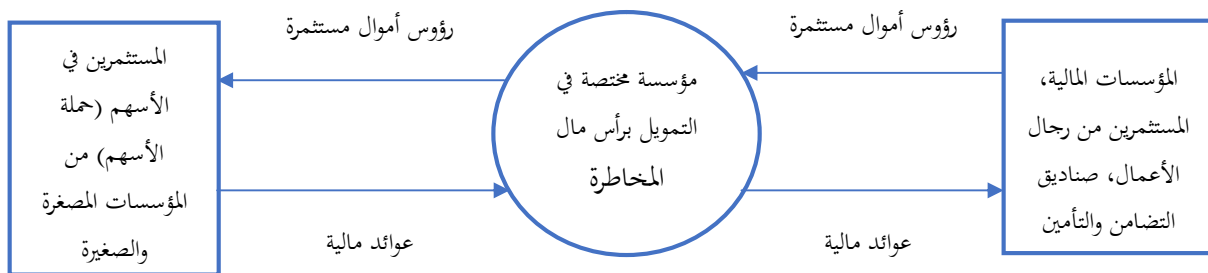 رؤوس أموال مستثمرة
رؤوس أموال مستثمرة
المؤسسات المالية،
المستثمرين من رجال
الأعمال، صناديق
التضامن والتأمين
مؤسسة مختصة في
التمويل برأس مال
المخاطرة
المستثمرين في
الأسهم (حملة
الأسهم) من
المؤسسات المصغرة
والصغيرة
عوائد مالية
عوائد مالية